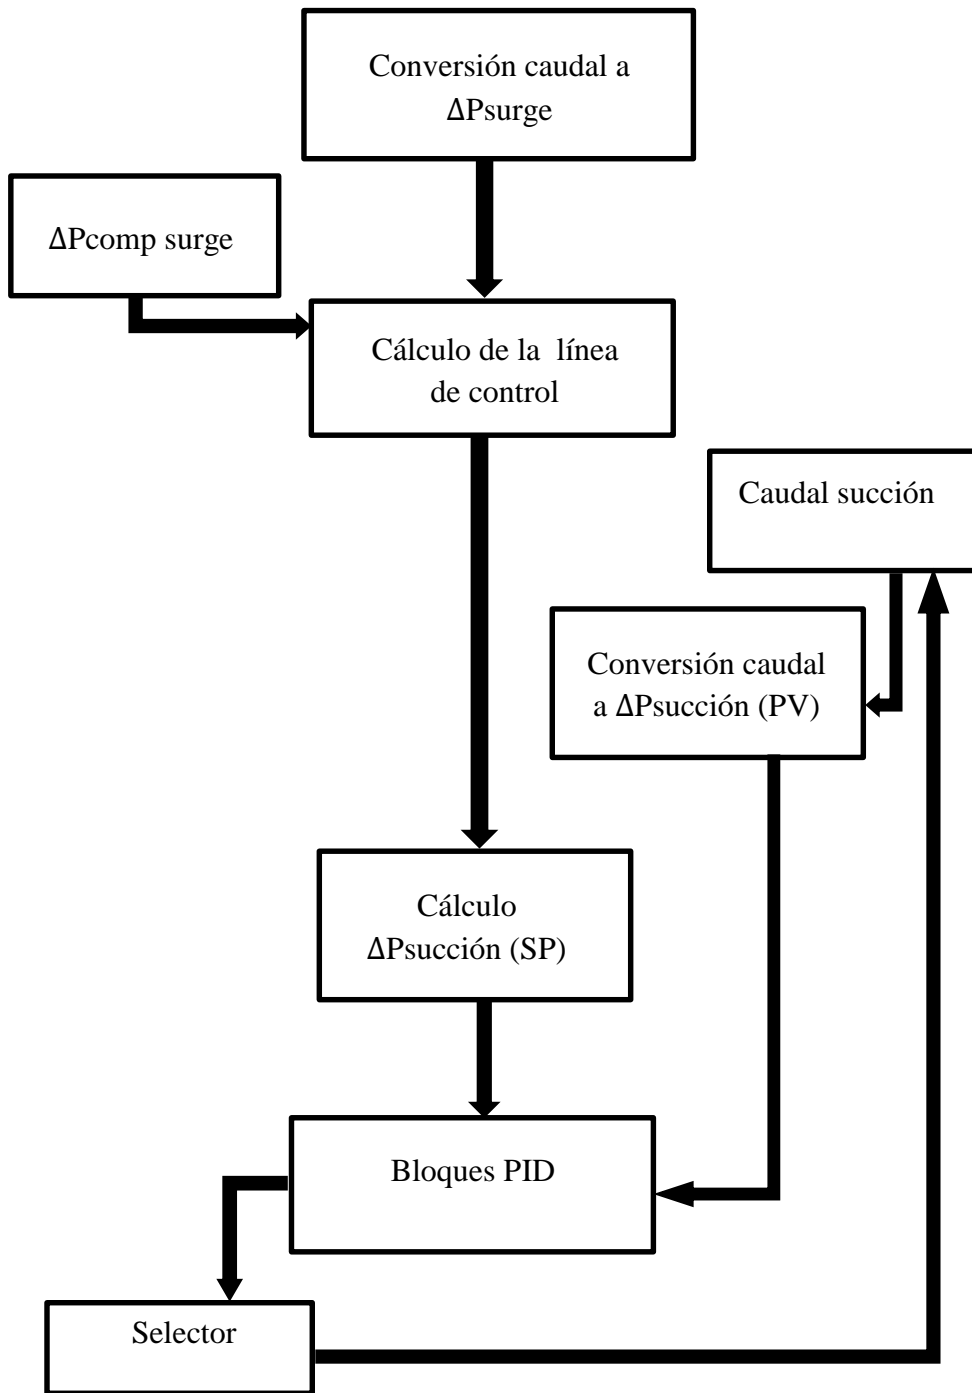 Conversión caudal a
ΔPsurge
ΔPcomp surge
Cálculo de la línea
de control
Caudal succión
Conversión caudal
a ΔPsucción (PV)
Cálculo
ΔPsucción (SP)
Bloques PID
Selector